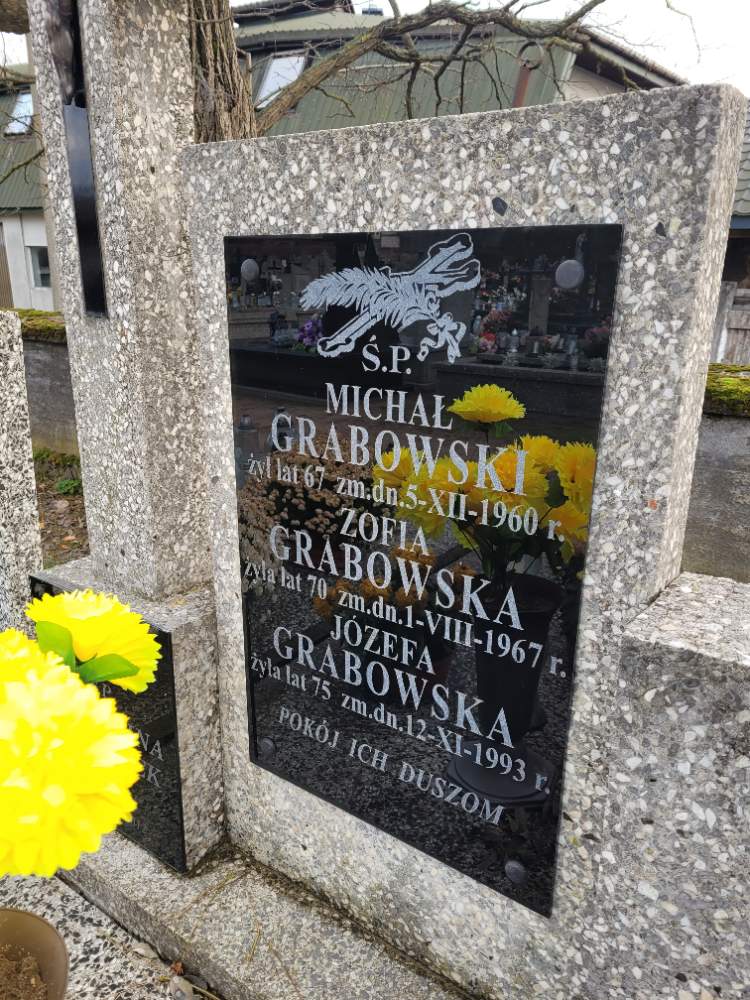 Ś.P.
MICHAŁ
GRABOWSKI
żył lat 67 zm.dn.5-XII-1960 r.
ZOFIA
GRABOWSKA
żyła lat 70 zm.dn.1-VIII-1967 r.
JÓZEFA
GRABOWSKA
żyła lat 75 zm.dn.12-XI-1993 r.
POKÓJ ICH DUSZOM